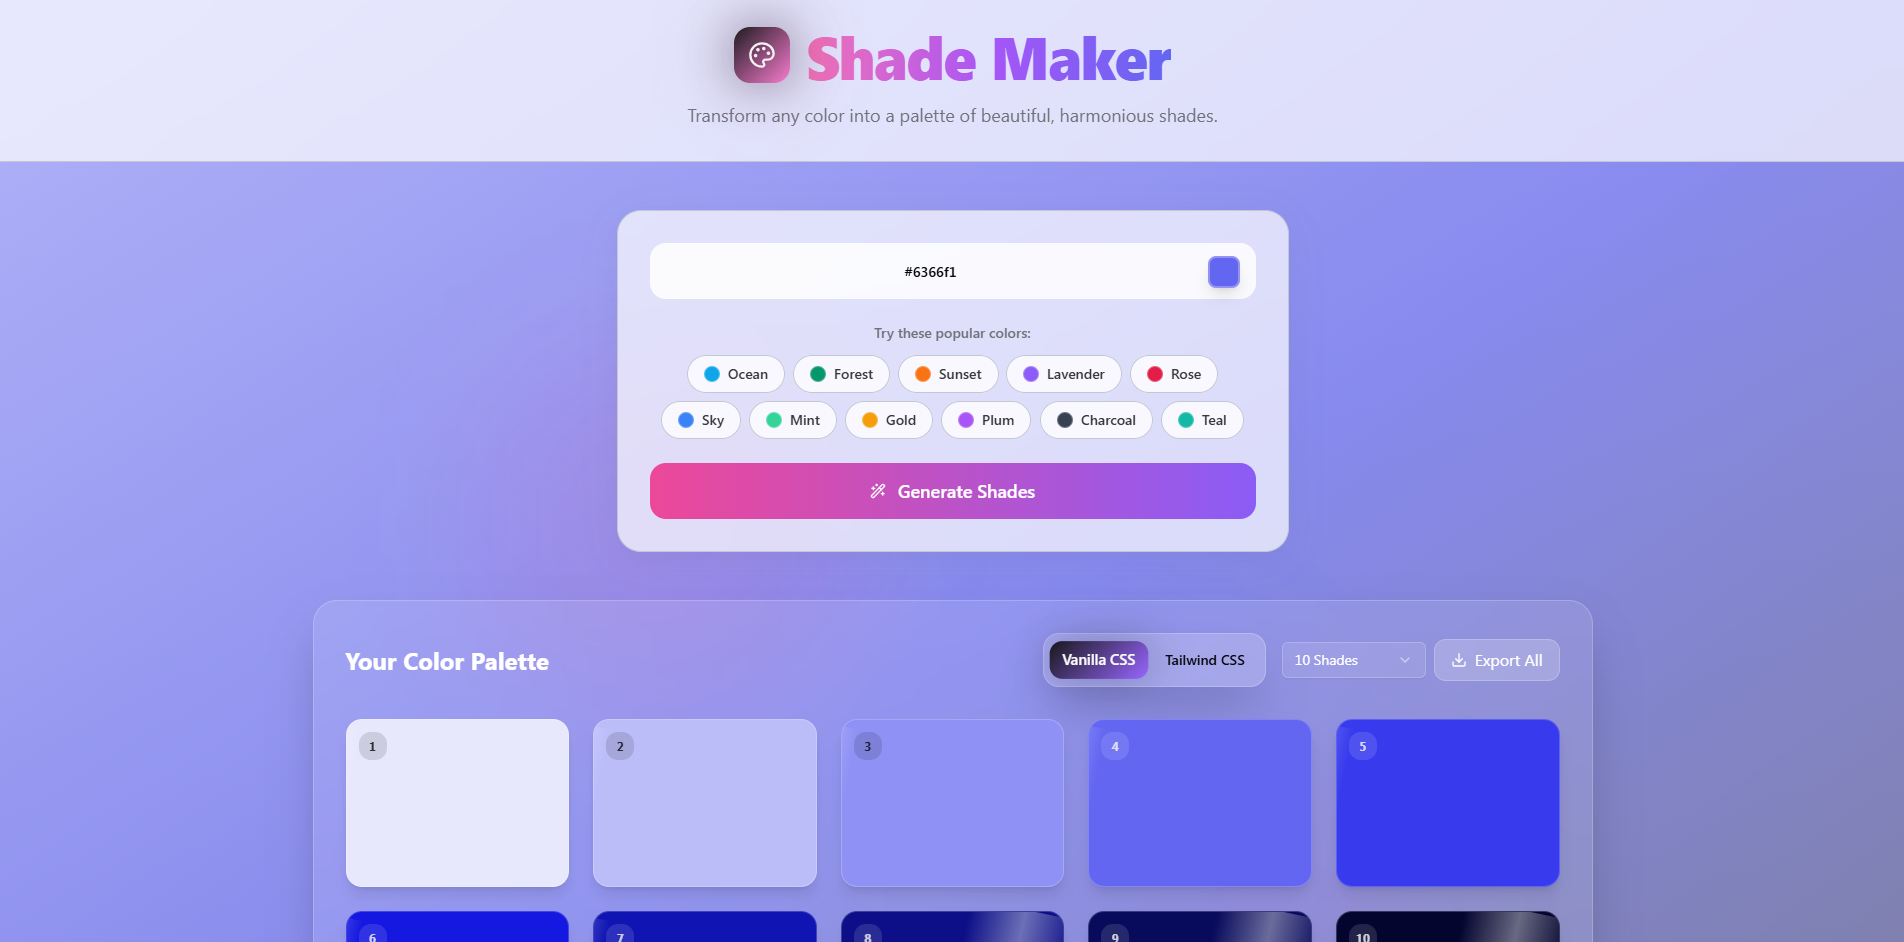 Shade Maker
Transform any color into a palette of beautiful, harmonious shades.
#6366f1
Try these popular colors:
Ocean Forest Sunset Lavender Rose
Sky Mint Gold Plum Charcoal Teal
Generate Shades
Your Color Palette Vanilla CSS Tailwind CSS 10 Shades Export All
1 2 3 4 5
6 7 8 9 10